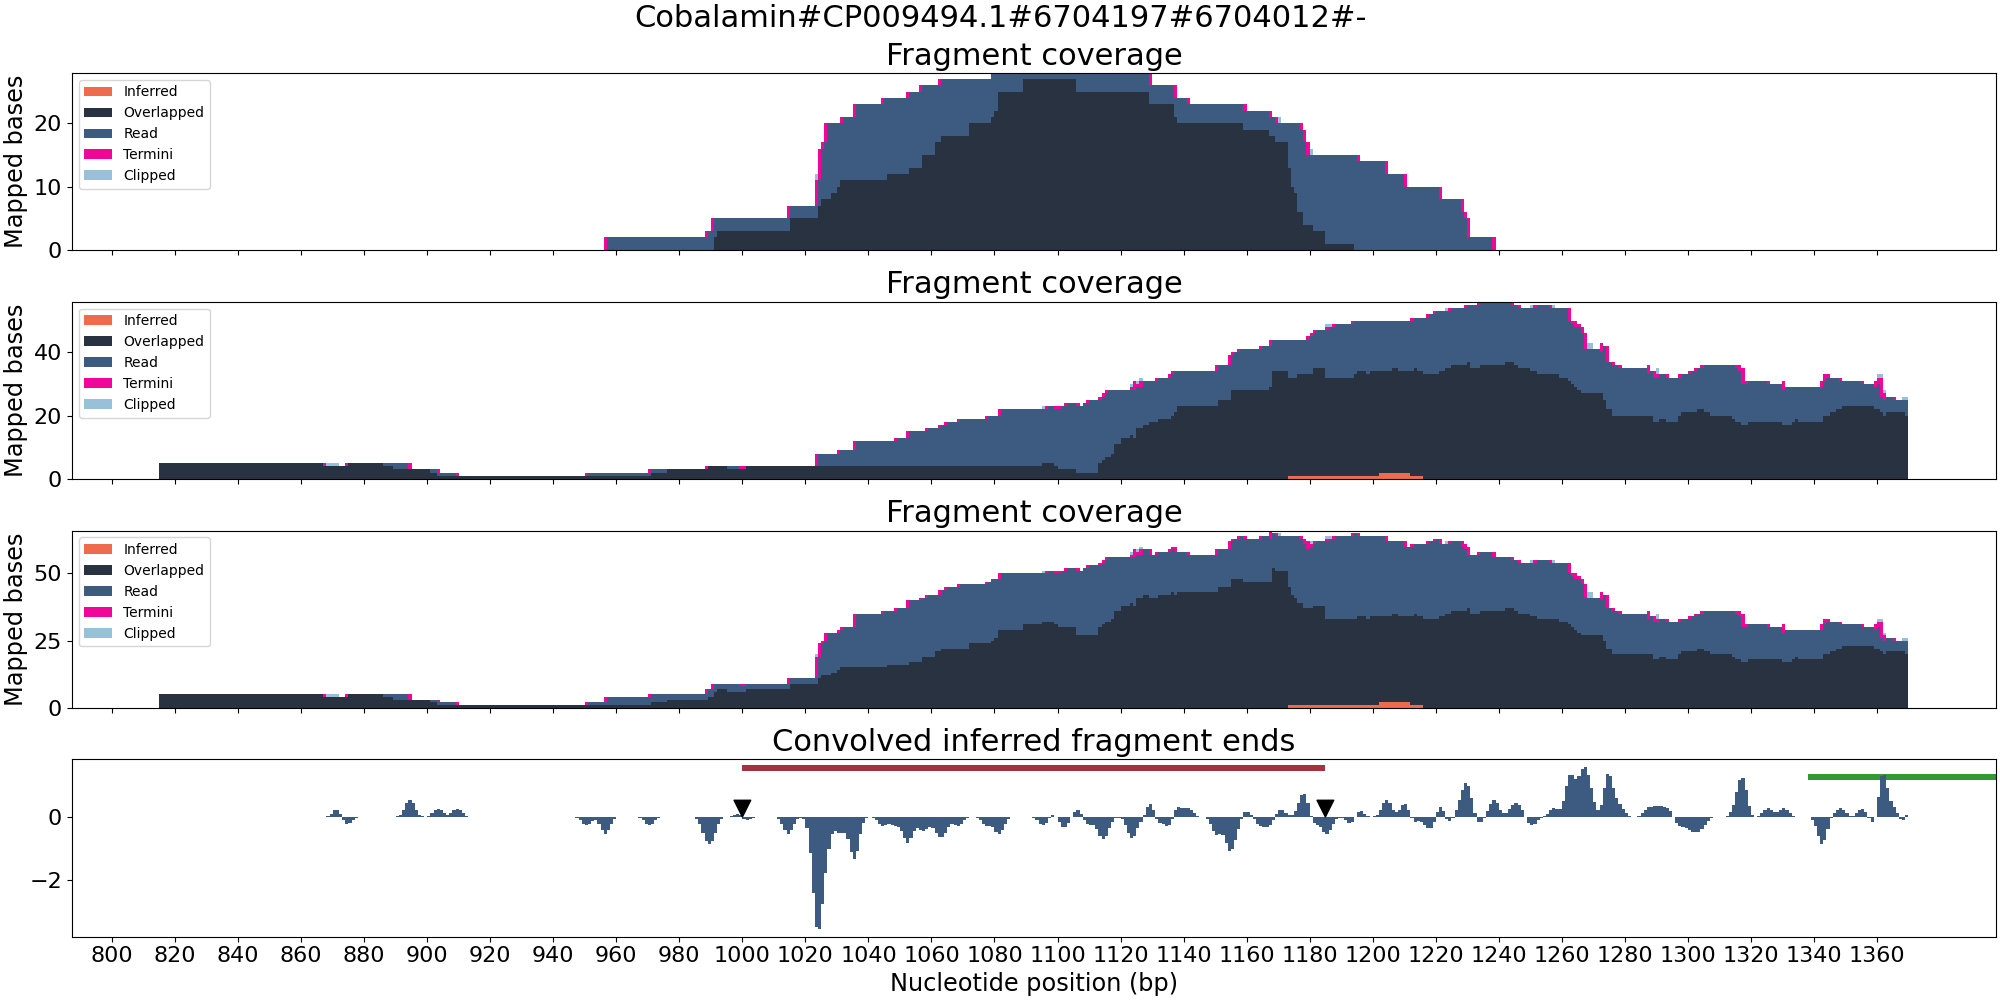 Cobalamin#CP009494.1#6704197#6704012#-
Fragment coverage
Mapped bases
20
10
0
Inferred
Overlapped
Read
Termini
Clipped
Fragment coverage
Mapped bases
40
20
0
Inferred
Overlapped
Read
Termini
Clipped
Fragment coverage
Mapped bases
50
25
0
Inferred
Overlapped
Read
Termini
Clipped
Convolved inferred fragment ends
0
−2
800 820 840 860 880 900 920 940 960 980 1000 1020 1040 1060 1080 1100 1120 1140 1160 1180 1200 1220 1240 1260 1280 1300 1320 1340 1360
Nucleotide position (bp)